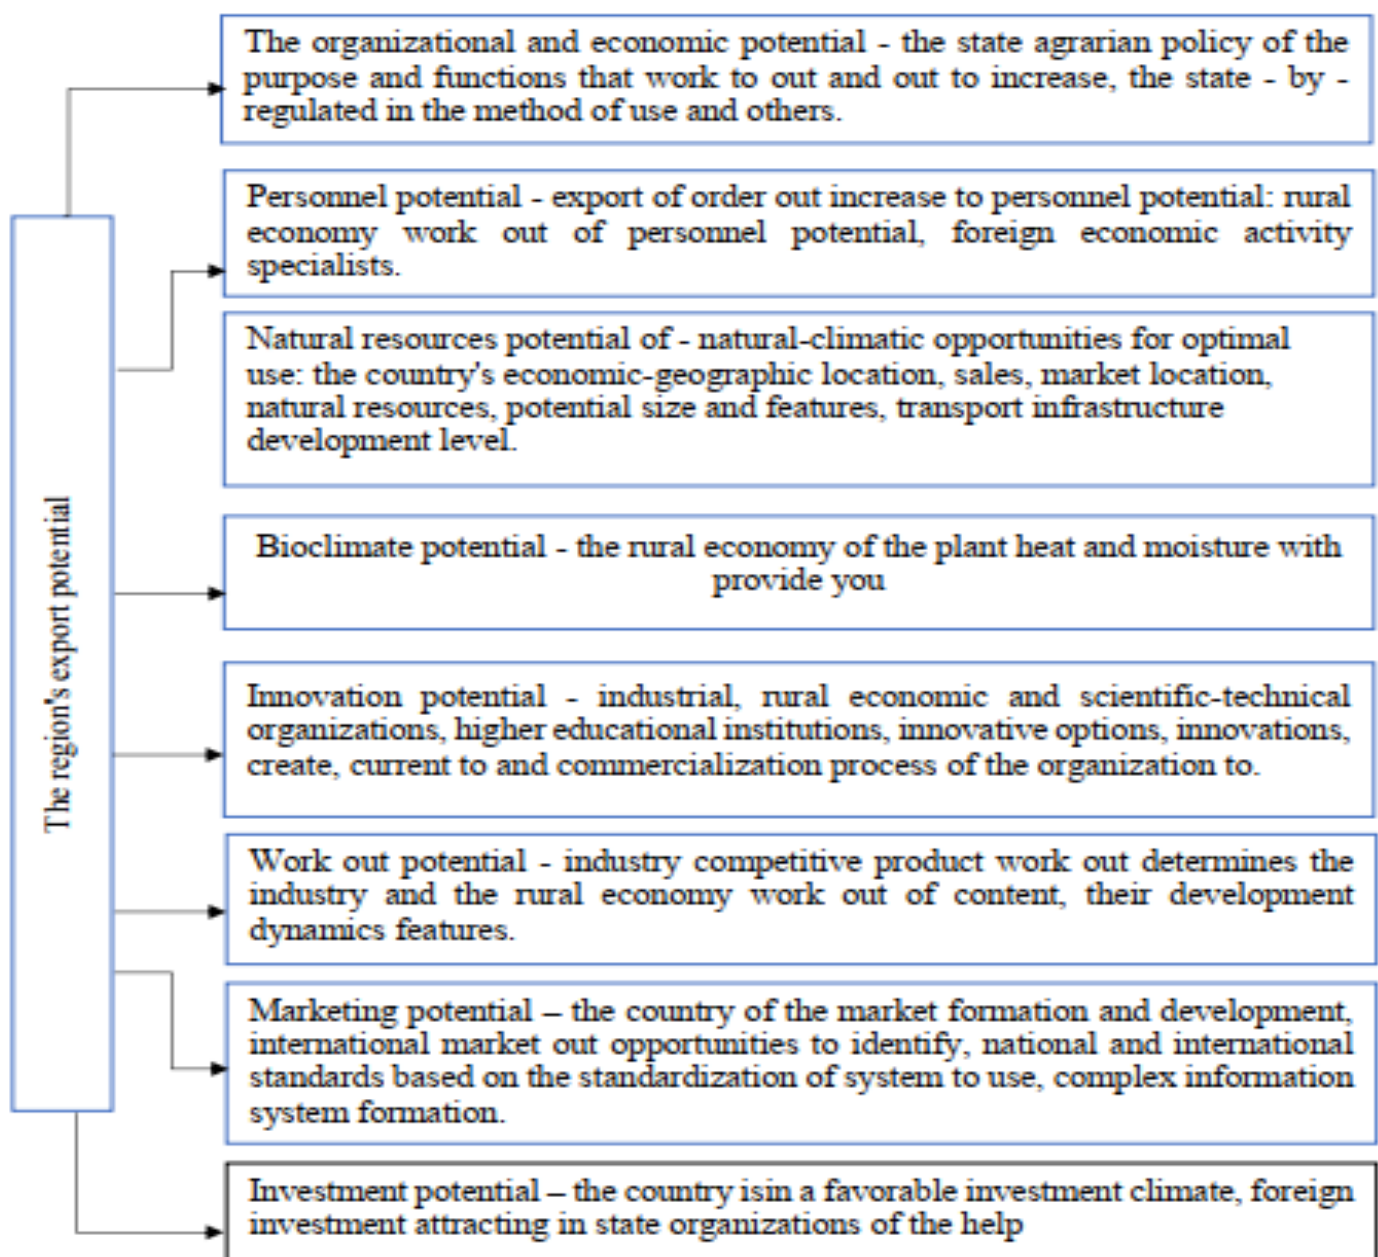 The organizational and economic potential - the state agrarian policy of the
purpose and functions that work to out and out to increase, the state - by -
regulated in the method of use and others.
Personnel potential - export of order out increase to personnel potential: rural
economy work out of personnel potential, foreign economic activity
specialists.
Natural resources potential of - natural-climatic opportunities for optimal
use: the country's economic-geographic location, sales, market location,
natural resources, potential size and features, transport infrastructure
development level.
The region's export potential
Bioclimate potential - the rural economy of the plant heat and moisture with
provide you
Innovation potential - industrial, rural economic and scientific-technical
organizations, higher educational institutions, innovative options, innovations,
create, current to and commercialization process of the organization to.
Work out potential - industry competitive product work out determines the
industry and the rural economy work out of content, their development
dynamics features.
Marketing potential – the country of the market formation and development,
international market out opportunities to identify, national and international
standards based on the standardization of system to use, complex information
system formation.
Investment potential – the country isin a favorable investment climate, foreign
investment attracting in state organizations of the help